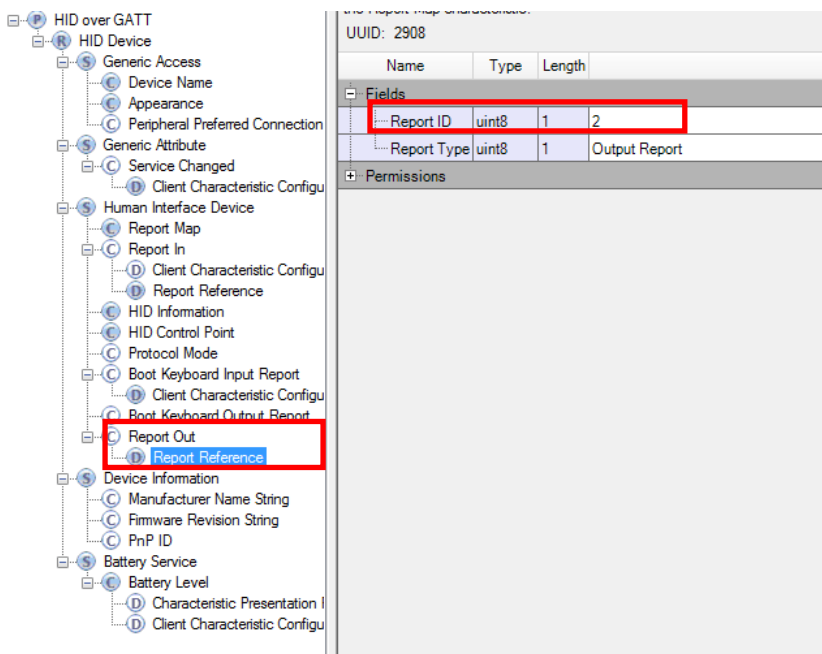 HID over GATT
HID Device
Generic Access
Device Name
Appearance
Peripheral Preferred Connection
Generic Attribute
Service Changed
Client Characteristic Configu
Human Interface Device
Report Map
Report In
Client Characteristic Configu
Report Reference
HID Information
HID Control Point
Protocol Mode
Boot Keyboard Input Report
Client Characteristic Configu
Boot Keyboard Output Report
Report Out
Report Reference
Device Information
Manufacturer Name String
Firmware Revision String
PnP ID
Battery Service
Battery Level
Characteristic Presentation
Client Characteristic Configu
the Report Map characteristic.
UUID: 2908
Name Type Length
Fields
Report ID uint8 1 2
Report Type uint8 1 Output Report
Permissions